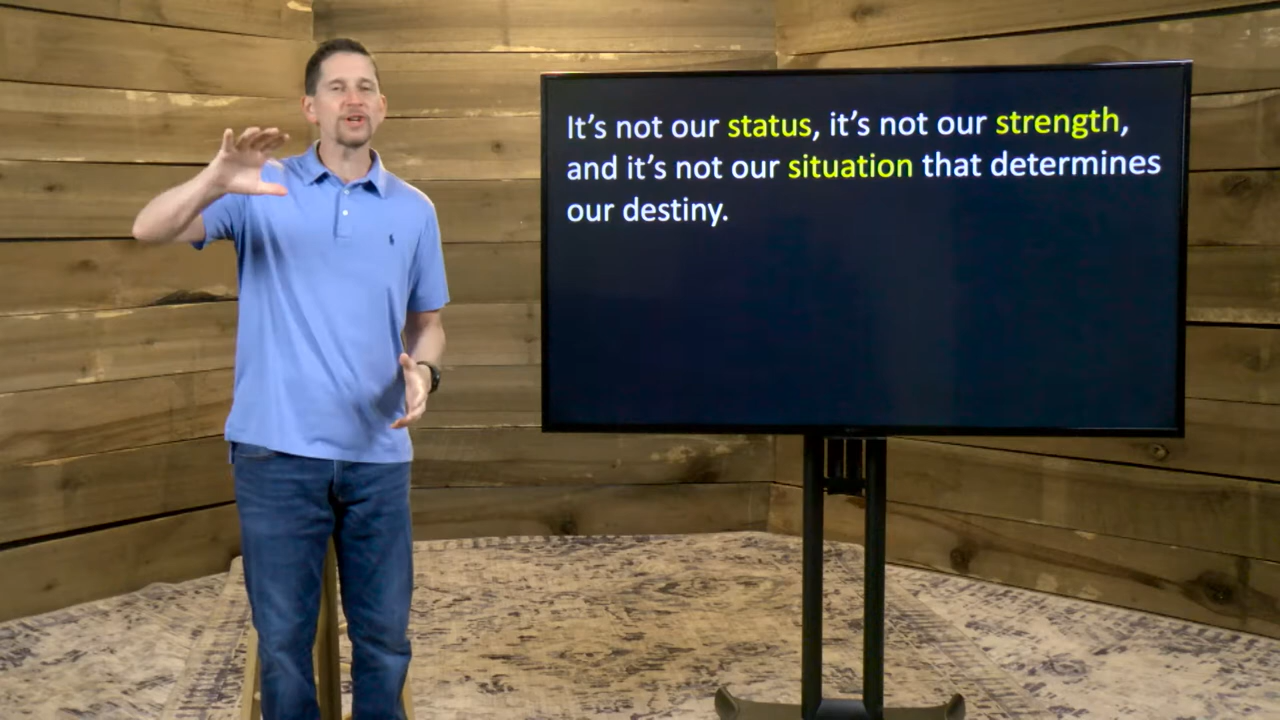 It's not our status, it's not our strength,
and it's not our situation that determines
our destiny.